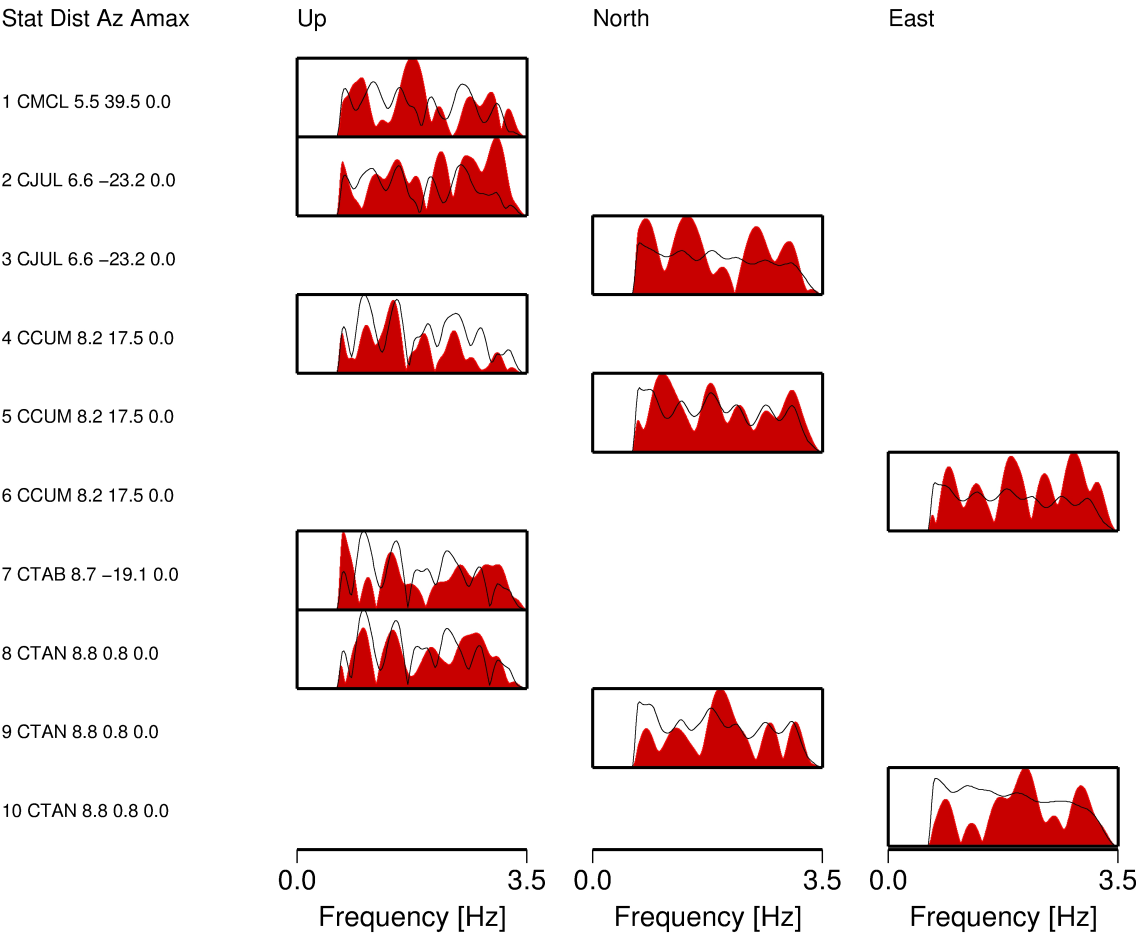 Stat Dist Az Amax Up North East
1 CMCL 5.5 39.5 0.0
2 CJUL 6.6 −23.2 0.0
3 CJUL 6.6 −23.2 0.0
4 CCUM 8.2 17.5 0.0
5 CCUM 8.2 17.5 0.0
6 CCUM 8.2 17.5 0.0
7 CTAB 8.7 −19.1 0.0
8 CTAN 8.8 0.8 0.0
9 CTAN 8.8 0.8 0.0
10 CTAN 8.8 0.8 0.0
0.0 3.5 0.0 3.5 0.0 3.5
Frequency [Hz] Frequency [Hz] Frequency [Hz]